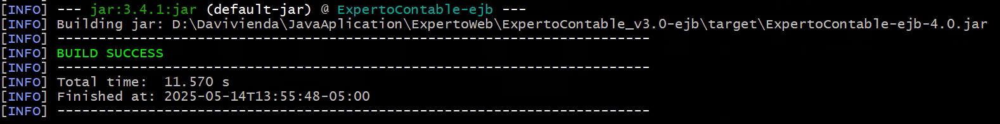 [INFO] --- jar:3.4.1:jar (default-jar) @ ExpertoContable-ejb ---
[INFO] Building jar: D:\Davivienda\JavaAplication\ExpertoWeb\ExpertoContable_v3.0-ejb\target\ExpertoContable-ejb-4.0.jar
[INFO] ------------------------------------------------------------------------
[INFO] BUILD SUCCESS
[INFO] ------------------------------------------------------------------------
[INFO] Total time:  11.570 s
[INFO] Finished at: 2025-05-14T13:55:48-05:00
[INFO] ------------------------------------------------------------------------